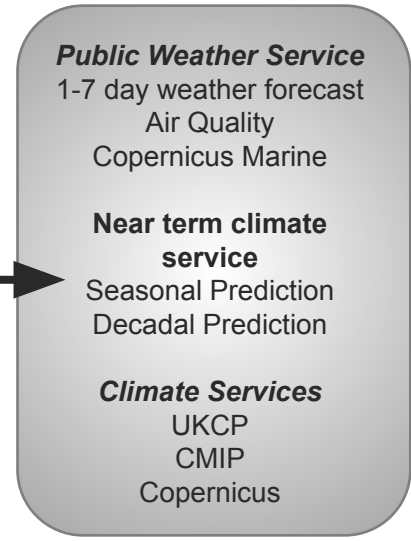 Public Weather Service
1-7 day weather forecast
Air Quality
Copernicus Marine
Near term climate
service
Seasonal Prediction
Decadal Prediction
Climate Services
UKCP
CMIP
Copernicus